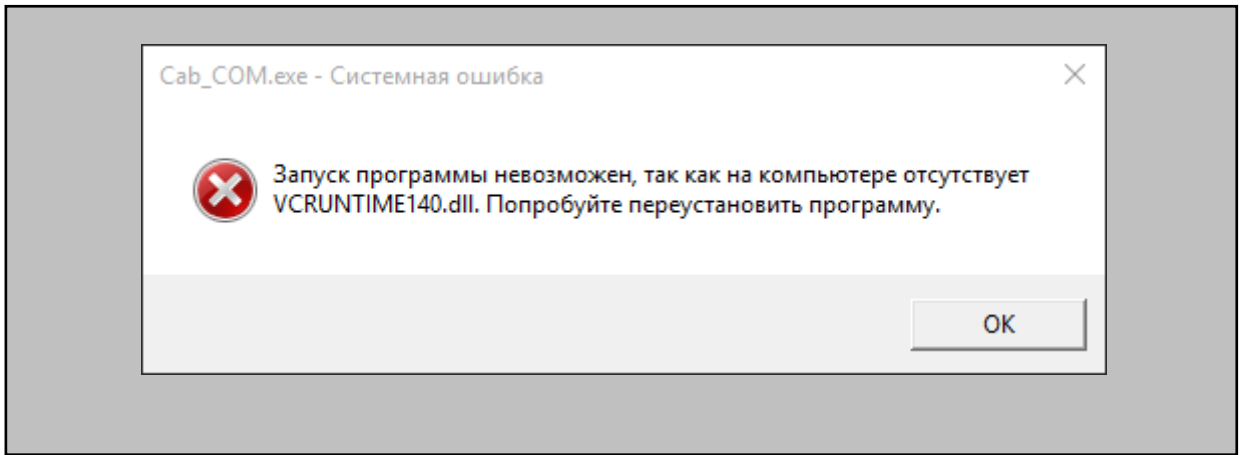 Cab_COM.exe - Системная ошибка
Запуск программы невозможен, так как на компьютере отсутствует
VCRUNTIME140.dll. Попробуйте переустановить программу.
OK